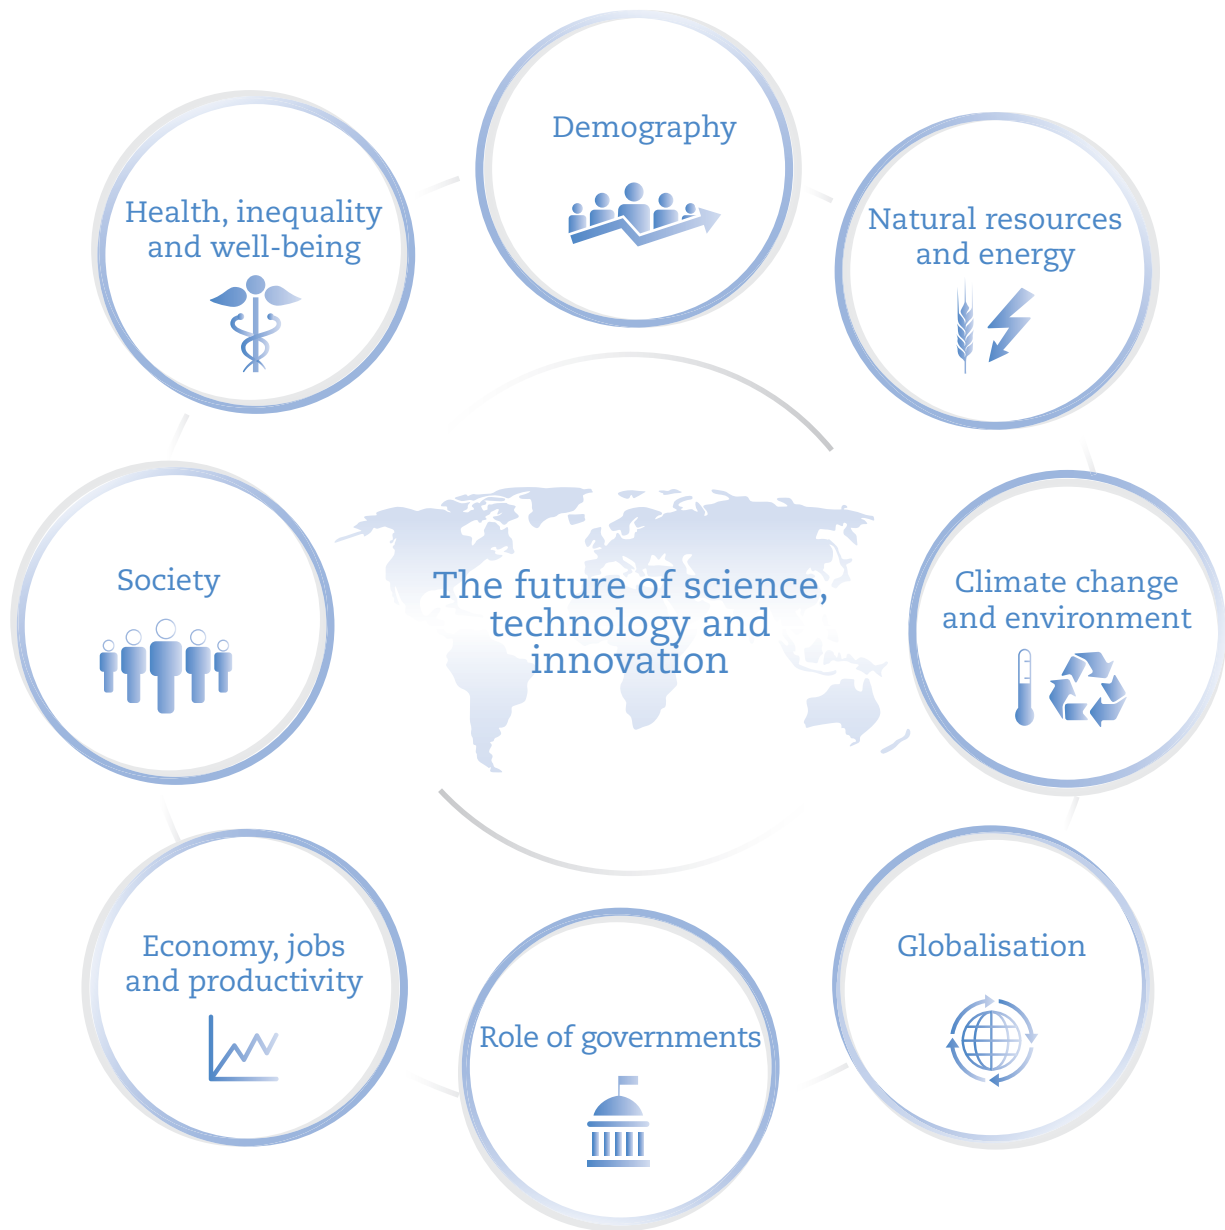 Demography
Health, inequality
and well-being
Natural resources
and energy
Society
The future of science,
technology and
innovation
Climate change
and environment
Economy, jobs
and productivity
Globalisation
Role of governments